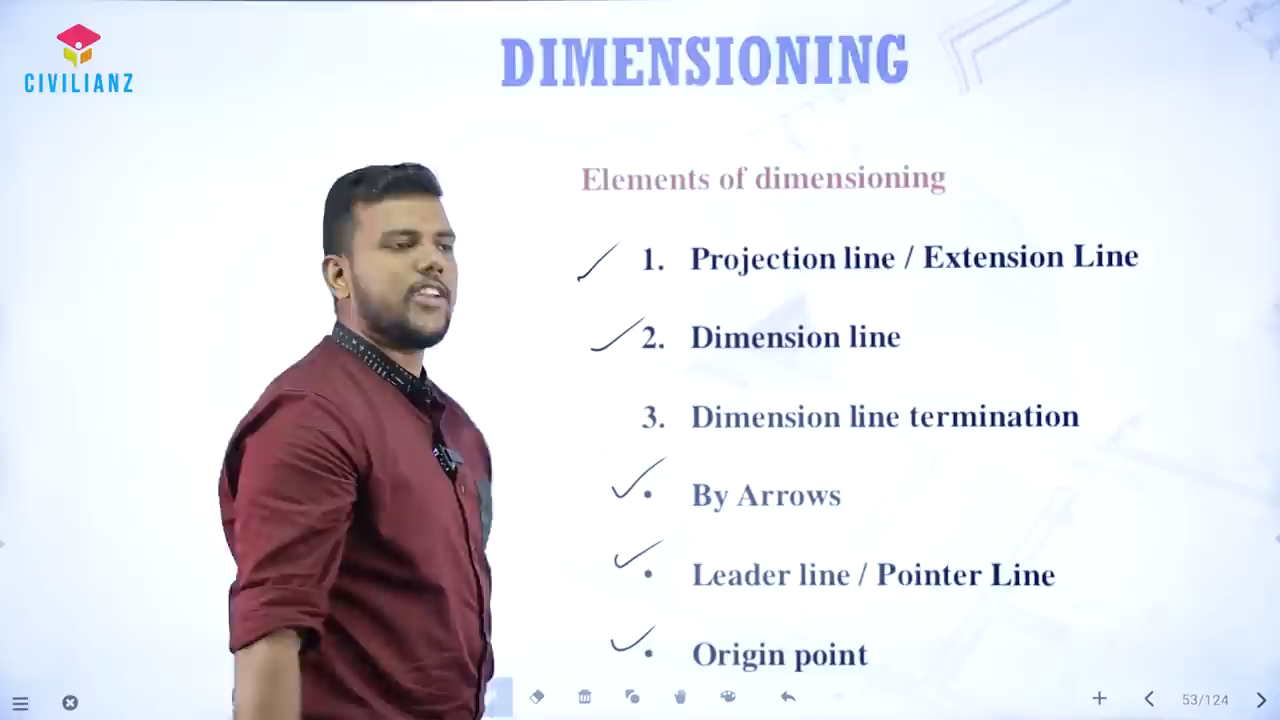 CIVILIANZ
DIMENSIONING
Elements of dimensioning
1. Projection line / Extension Line
2. Dimension line
3. Dimension line termination
• By Arrows
• Leader line / Pointer Line
• Origin point
53/124